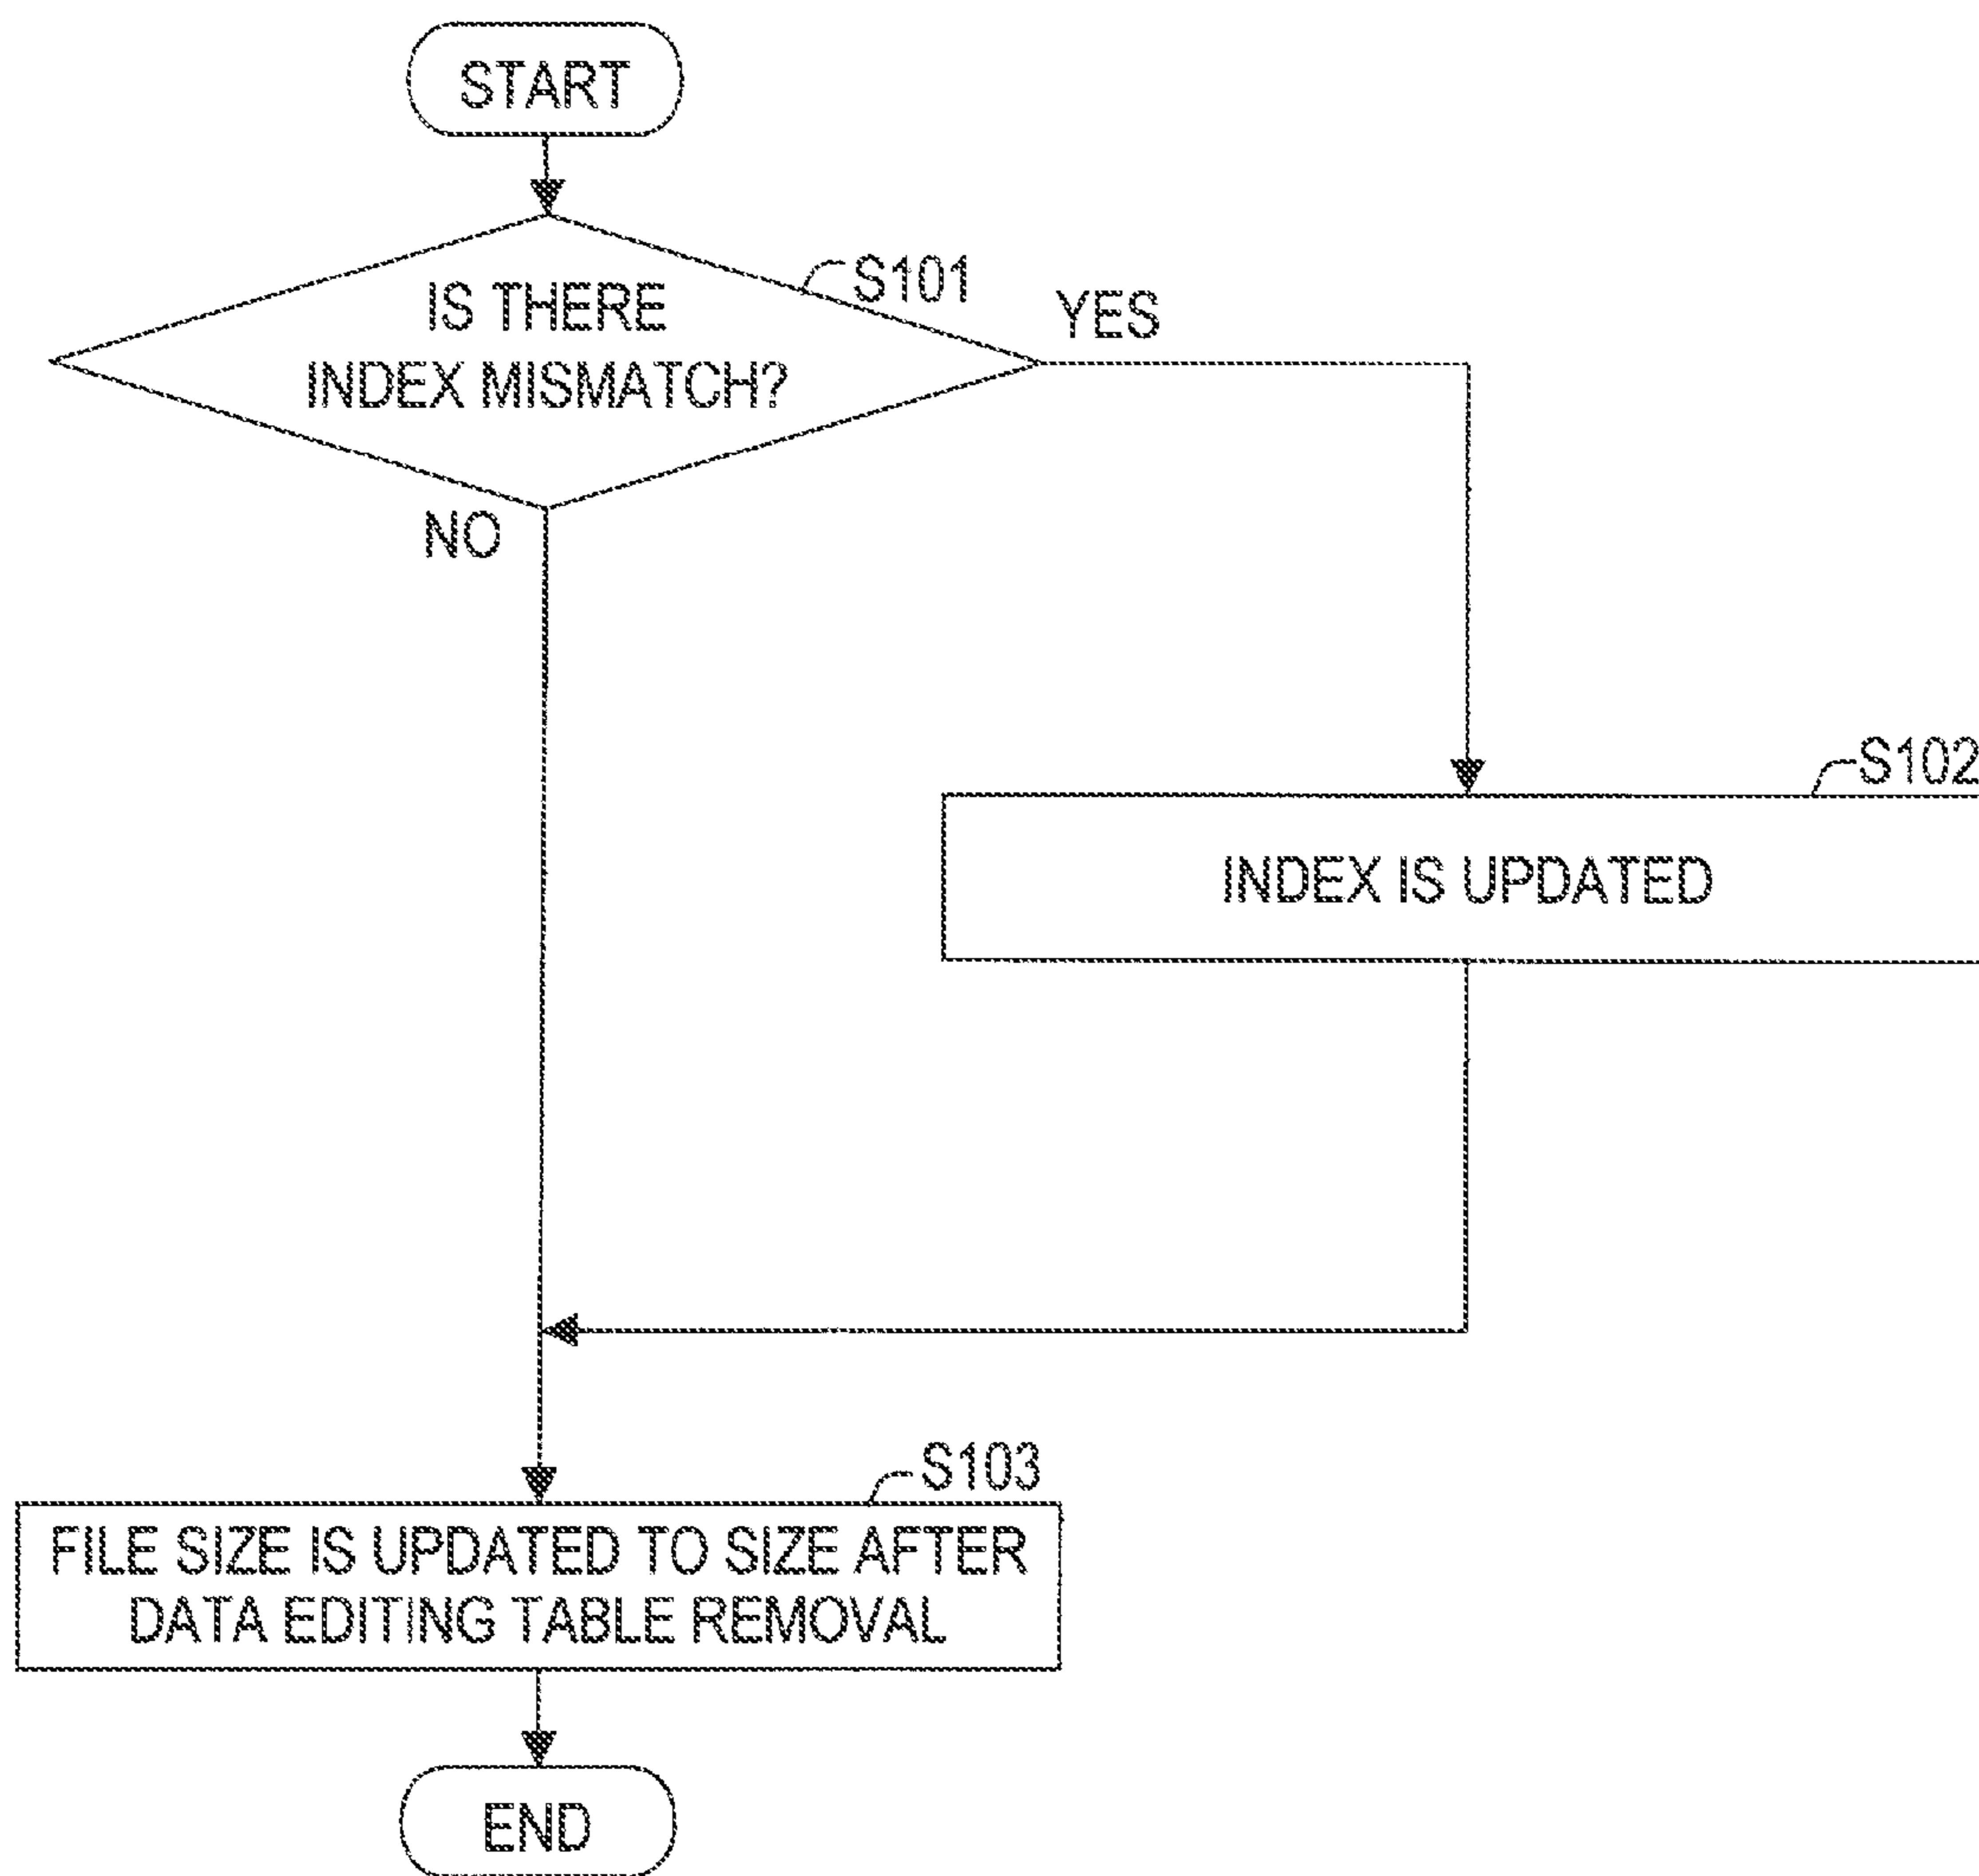 START
S101
IS THERE
INDEX MISMATCH?
YES
NO
S102
INDEX IS UPDATED
S103
FILE SIZE IS UPDATED TO SIZE AFTER
DATA EDITING TABLE REMOVAL
END